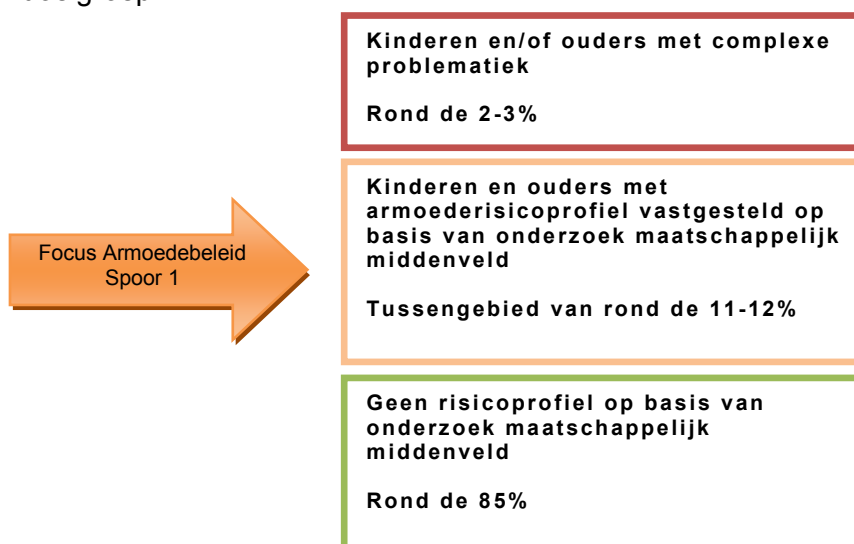 Kinderen en/of ouders met complexe
problematiek
Rond de 2-3%
Focus Armoedebeleid
Spoor 1
Kinderen en ouders met
armoederisicoprofiel vastgesteld op
basis van onderzoek maatschappelijk
middenveld
Tussengebied van rond de 11-12%
Geen risicoprofiel op basis van
onderzoek maatschappelijk
middenveld
Rond de 85%